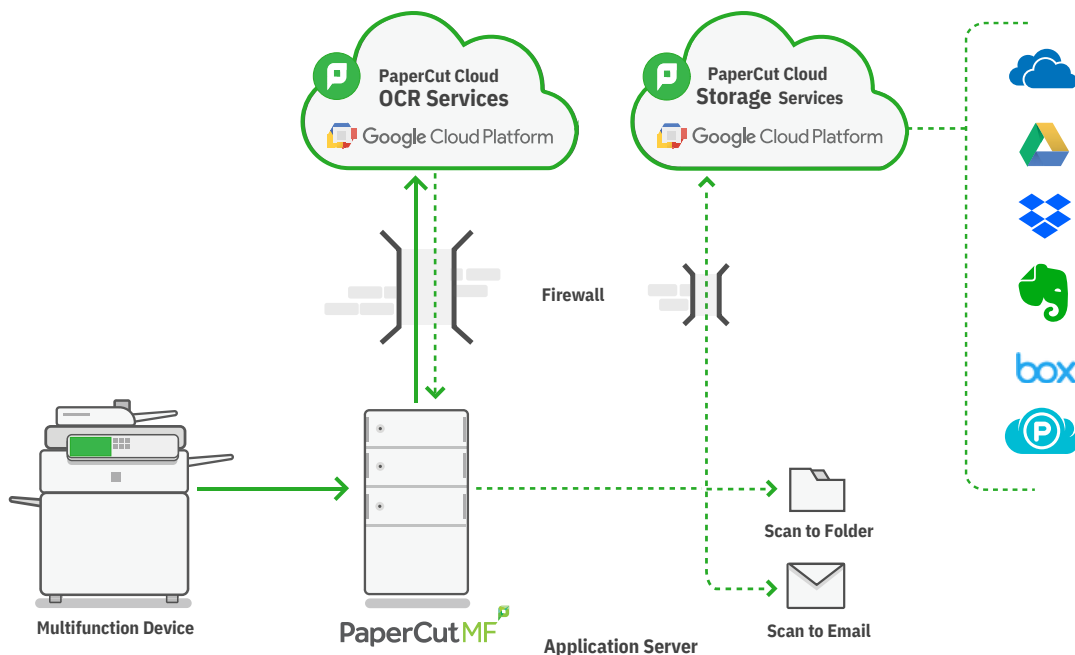 PaperCut Cloud
OCR Services
Google Cloud Platform
PaperCut Cloud
Storage Services
Google Cloud Platform
Firewall
box
P
Scan to Folder
Multifunction Device
PaperCutMF
Application Server
Scan to Email